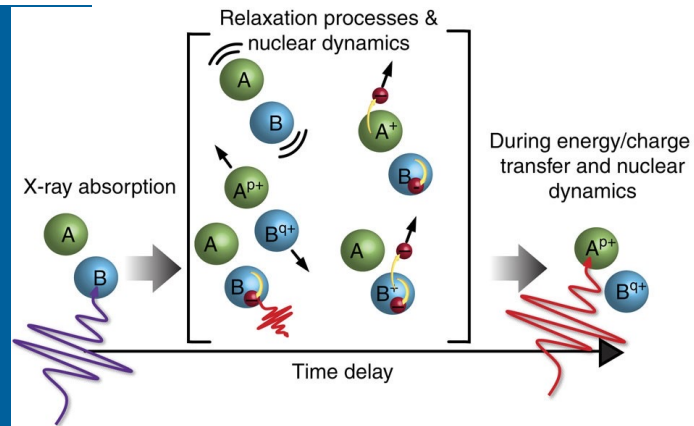 Relaxation processes &
nuclear dynamics
A
B
A+
B
Ap+
Bq+
A
B
A
B+
X-ray absorption
A
B
During energy/charge
transfer and nuclear
dynamics
Ap+
Bq+
Time delay